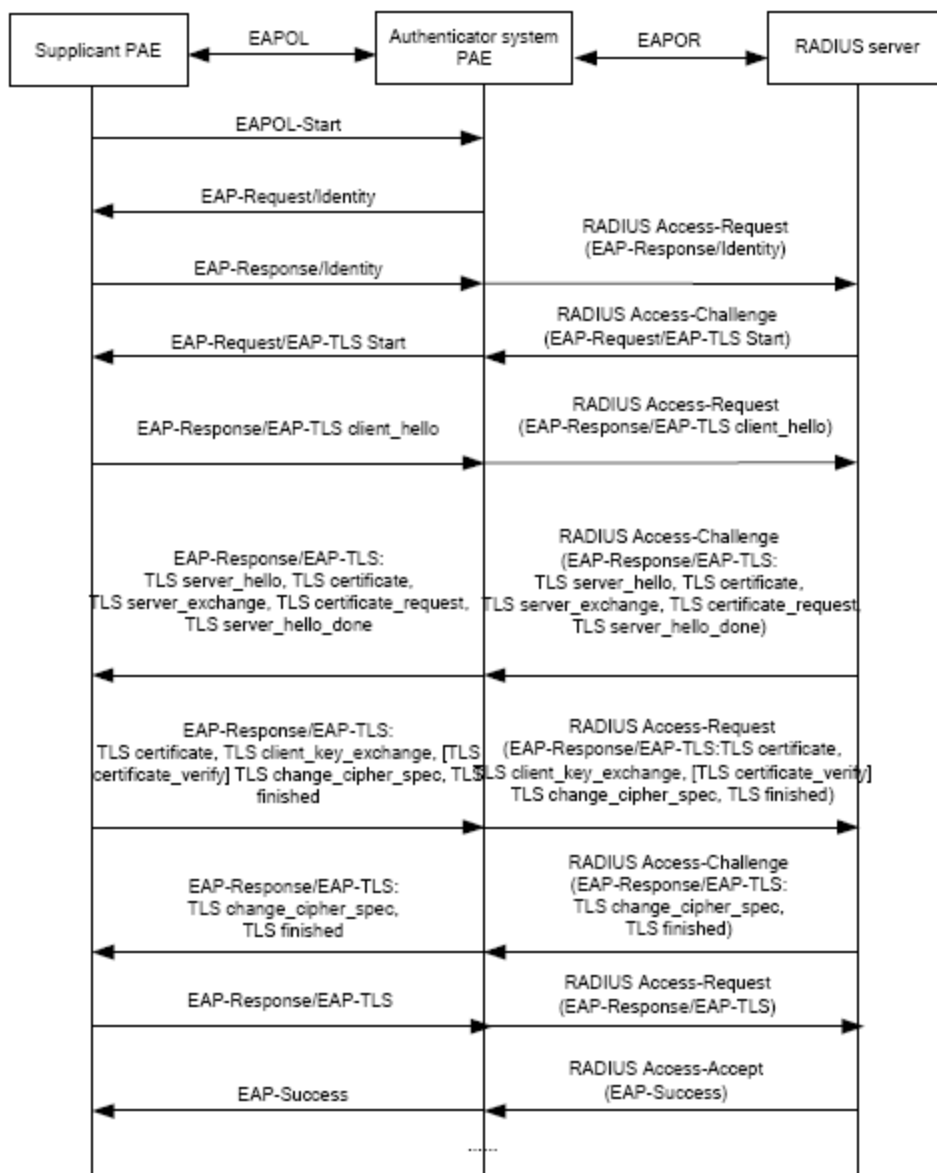 Supplicant PAE
EAPOL
Authenticator system
PAE
EAPOR
RADIUS server
EAPOL-Start
EAP-Request/Identity
RADIUS Access-Request
(EAP-Response/Identity)
EAP-Response/Identity
RADIUS Access-Challenge
(EAP-Request/EAP-TLS Start)
EAP-Request/EAP-TLS Start
RADIUS Access-Request
(EAP-Response/EAP-TLS client_hello)
EAP-Response/EAP-TLS client_hello
EAP-Response/EAP-TLS:
TLS server_hello, TLS certificate,
TLS server_exchange, TLS certificate_request,
TLS server_hello_done
RADIUS Access-Challenge
(EAP-Response/EAP-TLS:
TLS server_hello, TLS certificate,
TLS server_exchange, TLS certificate_request,
TLS server_hello_done)
EAP-Response/EAP-TLS:
TLS certificate, TLS client_key_exchange, [TLS
certificate_verify] TLS change_cipher_spec, TLS
finished
RADIUS Access-Request
(EAP-Response/EAP-TLS:TLS certificate,
TLS client_key_exchange, [TLS certificate_verify]
TLS change_cipher_spec, TLS finished)
EAP-Response/EAP-TLS:
TLS change_cipher_spec,
TLS finished
RADIUS Access-Challenge
(EAP-Response/EAP-TLS:
TLS change_cipher_spec,
TLS finished)
EAP-Response/EAP-TLS
RADIUS Access-Request
(EAP-Response/EAP-TLS)
EAP-Success
RADIUS Access-Accept
(EAP-Success)
......